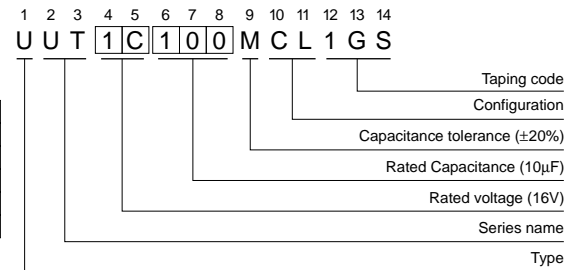 1 2 3 4 5 6 7 8 9 10 11 12 13 14
U U T 1 C 1 0 0 M C L 1 G S
Taping code
Configuration
Capacitance tolerance (±20%)
Rated Capacitance (10µF)
Rated voltage (16V)
Series name
Type